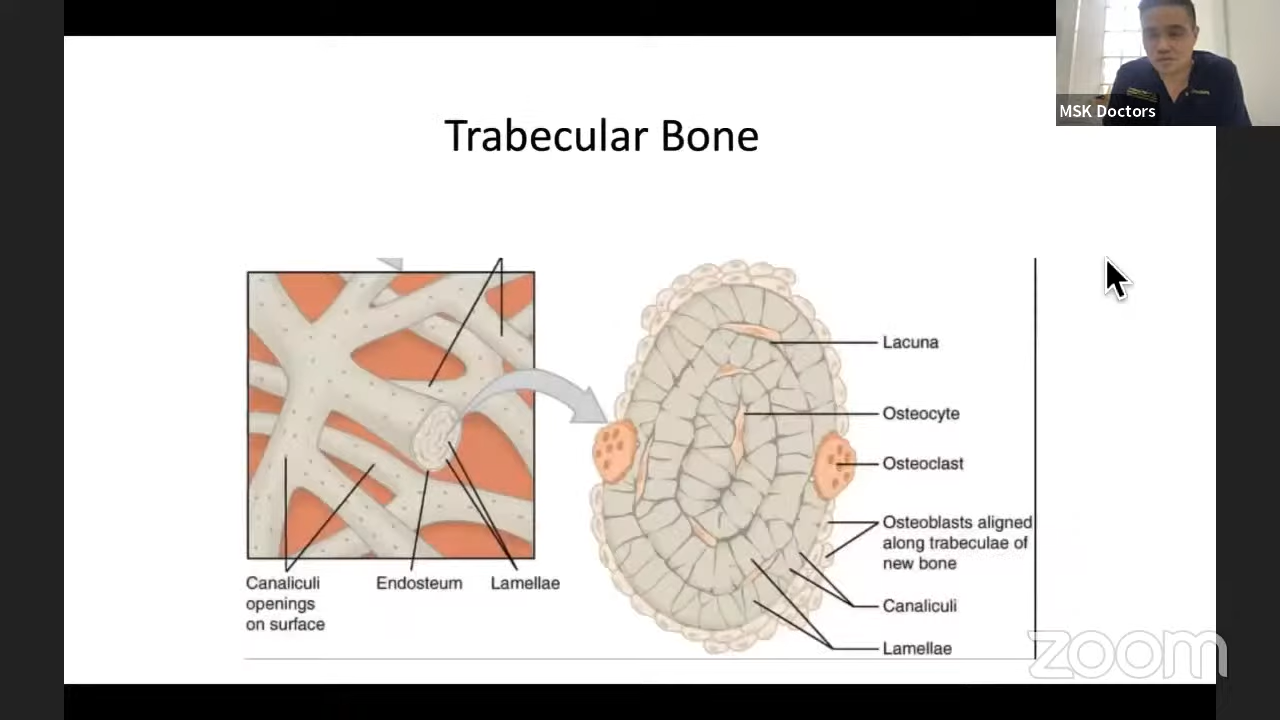 MSK Doctors
Trabecular Bone
Lacuna
Osteocyte
Osteoclast
Osteoblasts aligned
along trabeculae of
new bone
Canaliculi
Lamellae
Canaliculi
openings
on surface
Endosteum
Lamellae
zoom